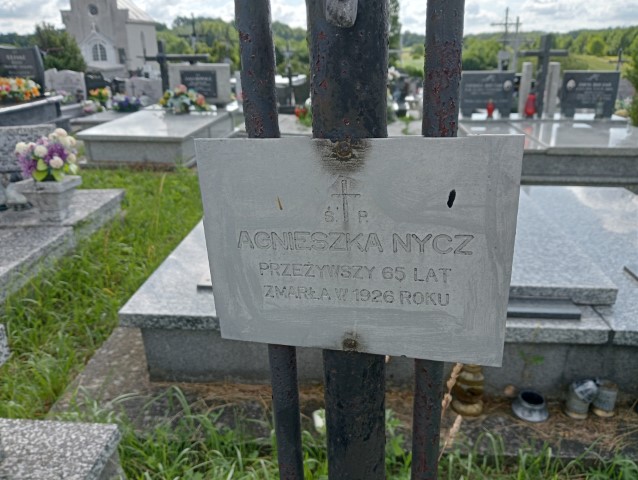 Ś. P.
AGNIESZKA NYCZ
PRZEŻYWSZY 65 LAT
ZMARŁA W 1926 ROKU